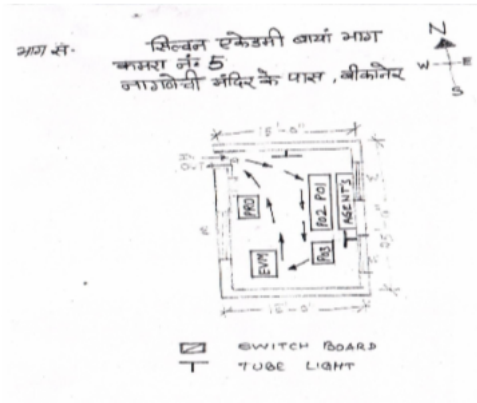 भाग सं.
सिल्वन एकेडमी बायां भाग
कमरा नं. 5
नागणेची मंदिर के पास, बीकानेर
N
W E
S
15'-0"
OUT
PRO
PO2 PO1
AGENTS
PO3
EVM
15'-0"
SWITCH BOARD
TUBE LIGHT